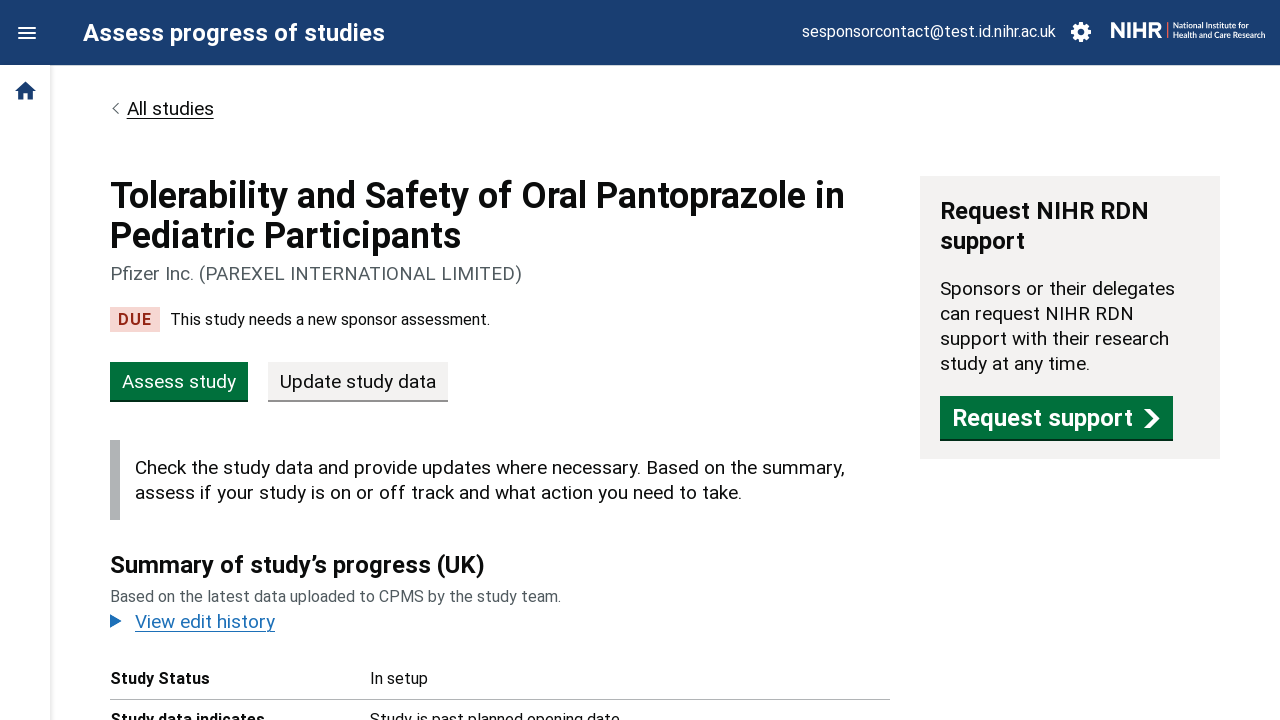 Assess progress of studies
sesponsorcontact@test.id.nihr.ac.uk
NIHR
National Institute for
Health and Care Research
All studies
Tolerability and Safety of Oral Pantoprazole in
Pediatric Participants
Pfizer Inc. (PAREXEL INTERNATIONAL LIMITED)
DUE This study needs a new sponsor assessment.
Assess study
Update study data
Check the study data and provide updates where necessary. Based on the summary,
assess if your study is on or off track and what action you need to take.
Summary of study’s progress (UK)
Based on the latest data uploaded to CPMS by the study team.
View edit history
Study Status In setup
Study data indicates Study is past planned opening date
Request NIHR RDN
support
Sponsors or their delegates
can request NIHR RDN
support with their research
study at any time.
Request support